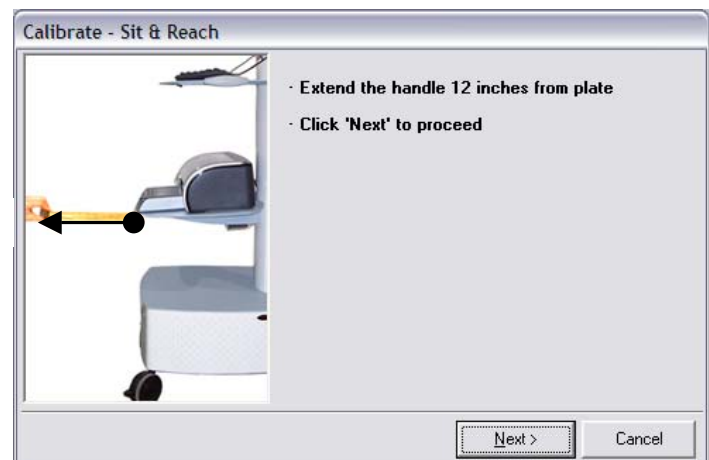 Calibrate - Sit & Reach
· Extend the handle 12 inches from plate
· Click 'Next' to proceed
Next >
Cancel